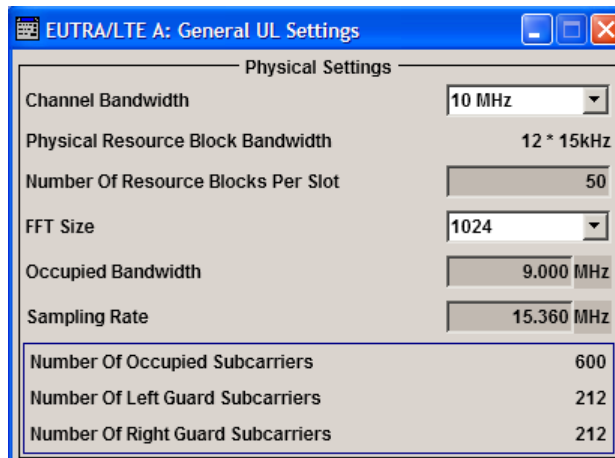 EUTRA/LTE A: General UL Settings
Physical Settings
Channel Bandwidth 10 MHz
Physical Resource Block Bandwidth 12 * 15kHz
Number Of Resource Blocks Per Slot 50
FFT Size 1024
Occupied Bandwidth 9.000 MHz
Sampling Rate 15.360 MHz
Number Of Occupied Subcarriers 600
Number Of Left Guard Subcarriers 212
Number Of Right Guard Subcarriers 212